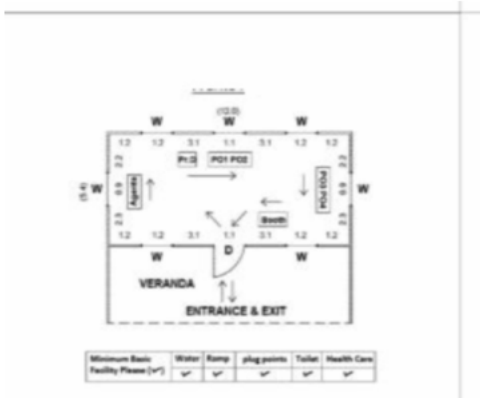 (12.0)
W W W
1.2 1.2 3.1 1.1 3.1 1.2 1.2
Pr.O PO1 PO2
2.2 2.2
W (5.4) 0.9 Agents PO3 PO4 0.9 W
2.3 Booth 2.3
1.2 1.2 3.1 1.1 3.1 1.2 1.2
W D W
VERANDA
ENTRANCE & EXIT
Minimum Basic Water Ramp plug points Toilet Health Care
Facility Please (✓) ✓ ✓ ✓ ✓ ✓